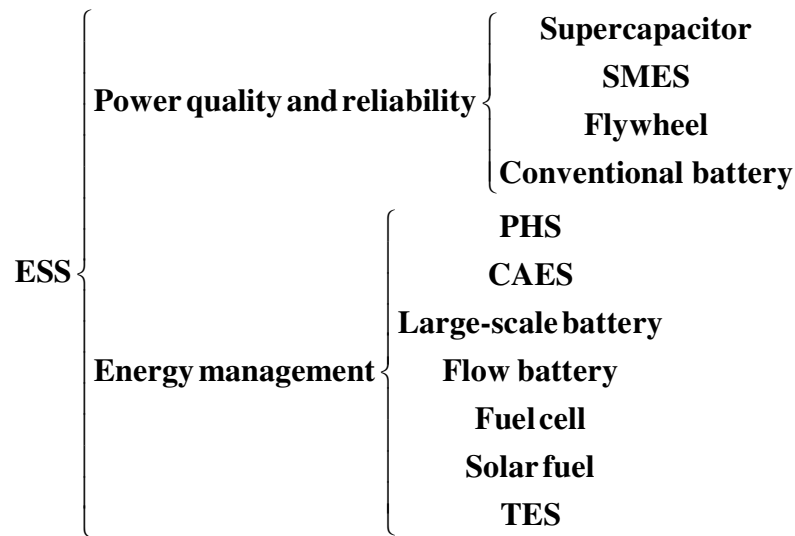 ESS
Power quality and reliability
Supercapacitor
SMES
Flywheel
Conventional battery
Energy management
PHS
CAES
Large-scale battery
Flow battery
Fuel cell
Solar fuel
TES